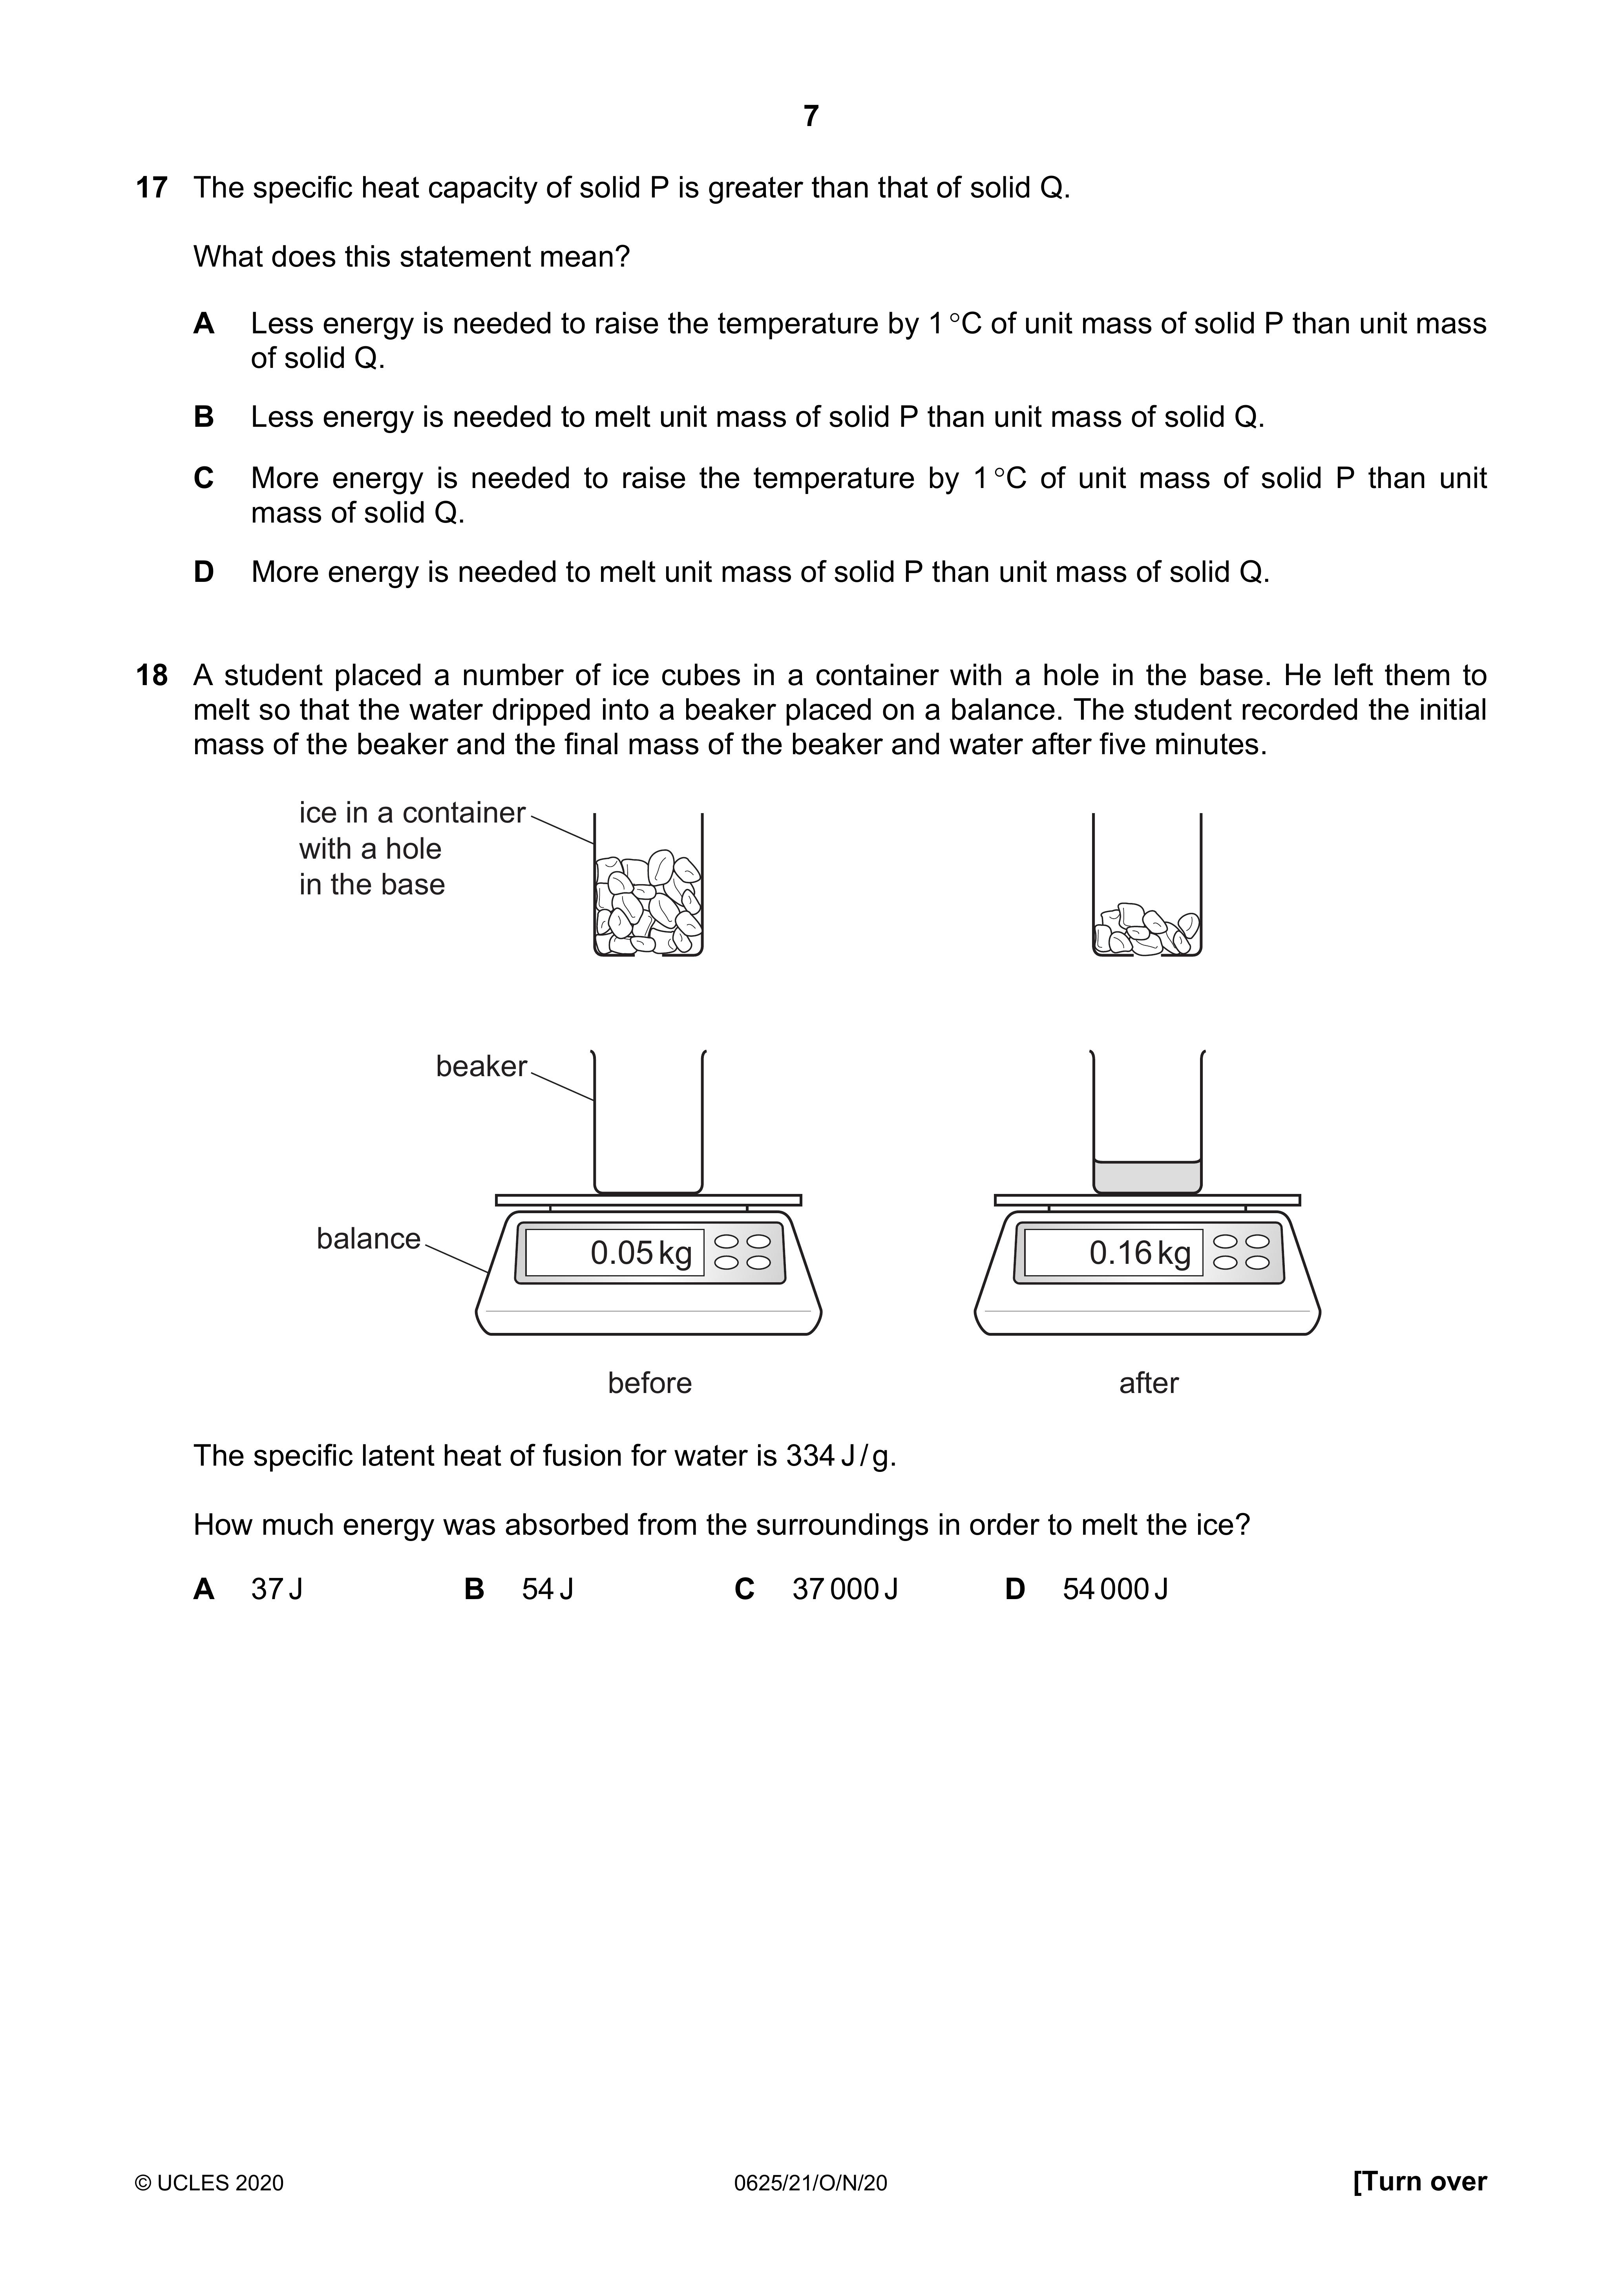 7
17 The specific heat capacity of solid P is greater than that of solid Q.
What does this statement mean?
A Less energy is needed to raise the temperature by 1 °C of unit mass of solid P than unit mass
of solid Q.
B Less energy is needed to melt unit mass of solid P than unit mass of solid Q.
C More energy is needed to raise the temperature by 1 °C of unit mass of solid P than unit
mass of solid Q.
D More energy is needed to melt unit mass of solid P than unit mass of solid Q.
18 A student placed a number of ice cubes in a container with a hole in the base. He left them to
melt so that the water dripped into a beaker placed on a balance. The student recorded the initial
mass of the beaker and the final mass of the beaker and water after five minutes.
ice in a container
with a hole
in the base
beaker
balance
0.05 kg
0.16 kg
before
after
The specific latent heat of fusion for water is 334 J / g.
How much energy was absorbed from the surroundings in order to melt the ice?
A 37 J B 54 J C 37 000 J D 54 000 J
© UCLES 2020 0625/21/O/N/20 [Turn over